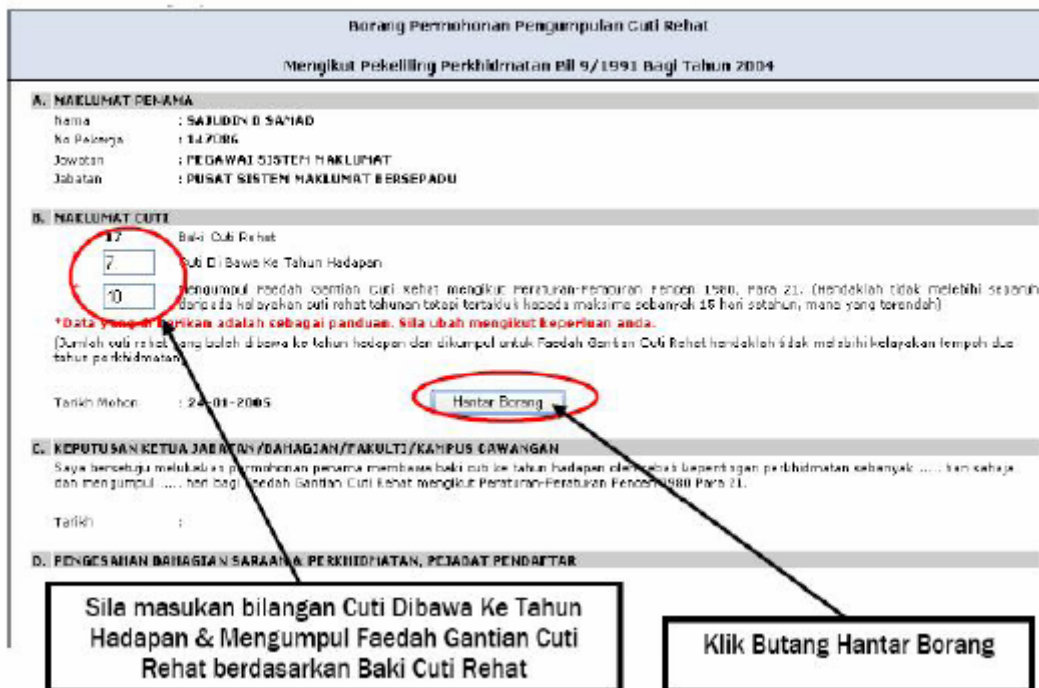 Borang Permohonan Pengumpulan Cuti Rehat
Mengikut Pekeliling Perkhidmatan Bil 9/1991 Bagi Tahun 2004
A. MAKLUMAT PENAMA
Nama : SAJUDIN B SAMAD
No Pekerja : 147086
Jawatan : PEGAWAI SISTEM MAKLUMAT
Jabatan : PUSAT SISTEM MAKLUMAT BERSEPADU
B. MAKLUMAT CUTI
17 Baki Cuti Rehat
7 Cuti Di Bawa Ke Tahun Hadapan
10 Mengumpul Faedah Gantian Cuti Rehat mengikut Peraturan-Peraturan Pencen 1980, Para 21. (Hendaklah tidak melebihi separuh
daripada kelayakan cuti rehat tahunan tetapi tertakluk kepada maksima sebanyak 15 hari setahun, mana yang terendah)
*Data yang diberikan adalah sebagai panduan. Sila ubah mengikut keperluan anda.
(Jumlah cuti rehat yang boleh dibawa ke tahun hadapan dan dikumpul untuk Faedah Gantian Cuti Rehat hendaklah tidak melebihi kelayakan tempoh dua
tahun perkhidmatan)
Tarikh Mohon : 24-01-2005 Hantar Borang
C. KEPUTUSAN KETUA JABATAN/BAHAGIAN/FAKULTI/KAMPUS CAWANGAN
Saya bersetuju meluluskan permohonan penama membawa baki cuti ke tahun hadapan oleh sebab kepentingan perkhidmatan sebanyak ..... hari sahaja
dan mengumpul ..... hari bagi Faedah Gantian Cuti Rehat mengikut Peraturan-Peraturan Pencen 1980 Para 21.
Tarikh :
D. PENGESAHAN BAHAGIAN SARAAN & PERKHIDMATAN, PEJABAT PENDAFTAR
Sila masukan bilangan Cuti Dibawa Ke Tahun
Hadapan & Mengumpul Faedah Gantian Cuti
Rehat berdasarkan Baki Cuti Rehat
Klik Butang Hantar Borang